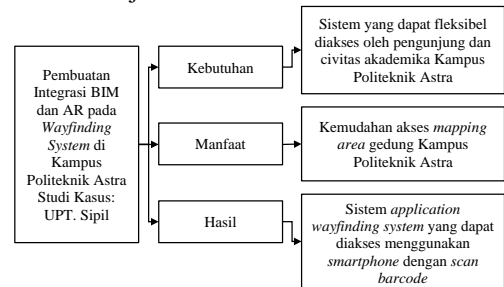 Pembuatan
Integrasi BIM
dan AR pada
Wayfinding
System di
Kampus
Politeknik Astra
Studi Kasus:
UPT. Sipil
Kebutuhan
Sistem yang dapat fleksibel
diakses oleh pengunjung dan
civitas akademika Kampus
Politeknik Astra
Manfaat
Kemudahan akses mapping
area gedung Kampus
Politeknik Astra
Hasil
Sistem application
wayfinding system yang dapat
diakses menggunakan
smartphone dengan scan
barcode